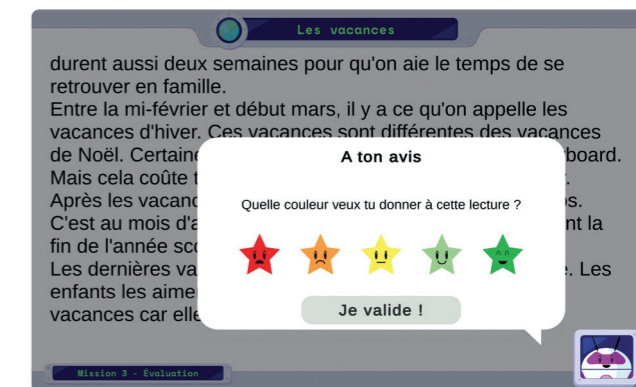 Les vacances
durent aussi deux semaines pour qu'on aie le temps de se
retrouver en famille.
Entre la mi-février et début mars, il y a ce qu'on appelle les
vacances d'hiver. Ces vacances sont différentes des vacances
de Noël. Certaine board.
Mais cela coûte t
Après les vacanc s.
C'est au mois d'a nt la
fin de l'année sco
Les dernières va . Les
enfants les aime
vacances car elle
A ton avis
Quelle couleur veux tu donner à cette lecture ?
Je valide !
Mission 3 - Évaluation